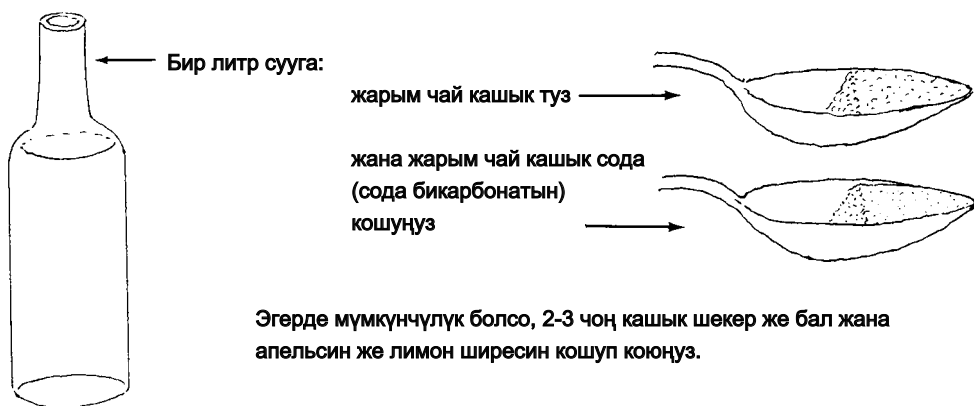 Бир литр сууга:
жарым чай кашык туз
жана жарым чай кашык сода
(сода бикарбонатын)
кошуңуз
Эгерде мүмкүнчүлүк болсо, 2-3 чоң кашык шекер же бал жана
апельсин же лимон ширесин кошуп коюңуз.